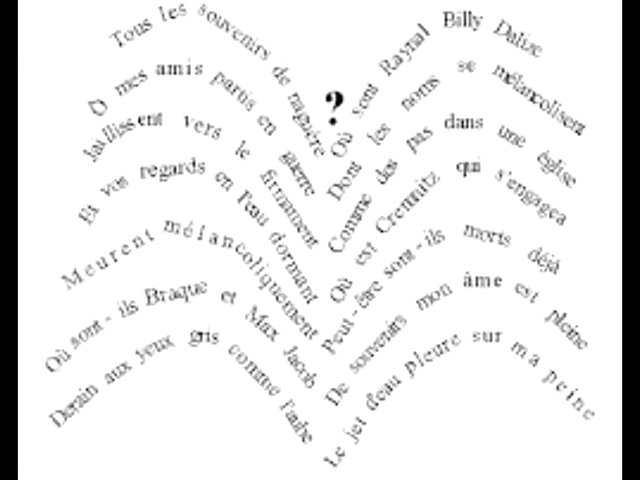 Tous les souvenirs de naguère
O mes amis partis en guerre
Jaillissent vers le firmament
Et vos regards en l'eau dormant
Meurent mélancoliquement
Où sont-ils Braque et Max Jacob
Derain aux yeux gris comme l'aube
?
Où sont Raynal Billy Dalize
Dont les noms se mélancolisent
Comme des pas dans une église
Où est Cremnitz qui s'engagea
Peut-être sont-ils morts déjà
De souvenirs mon âme est pleine
Le jet d'eau pleure sur ma peine